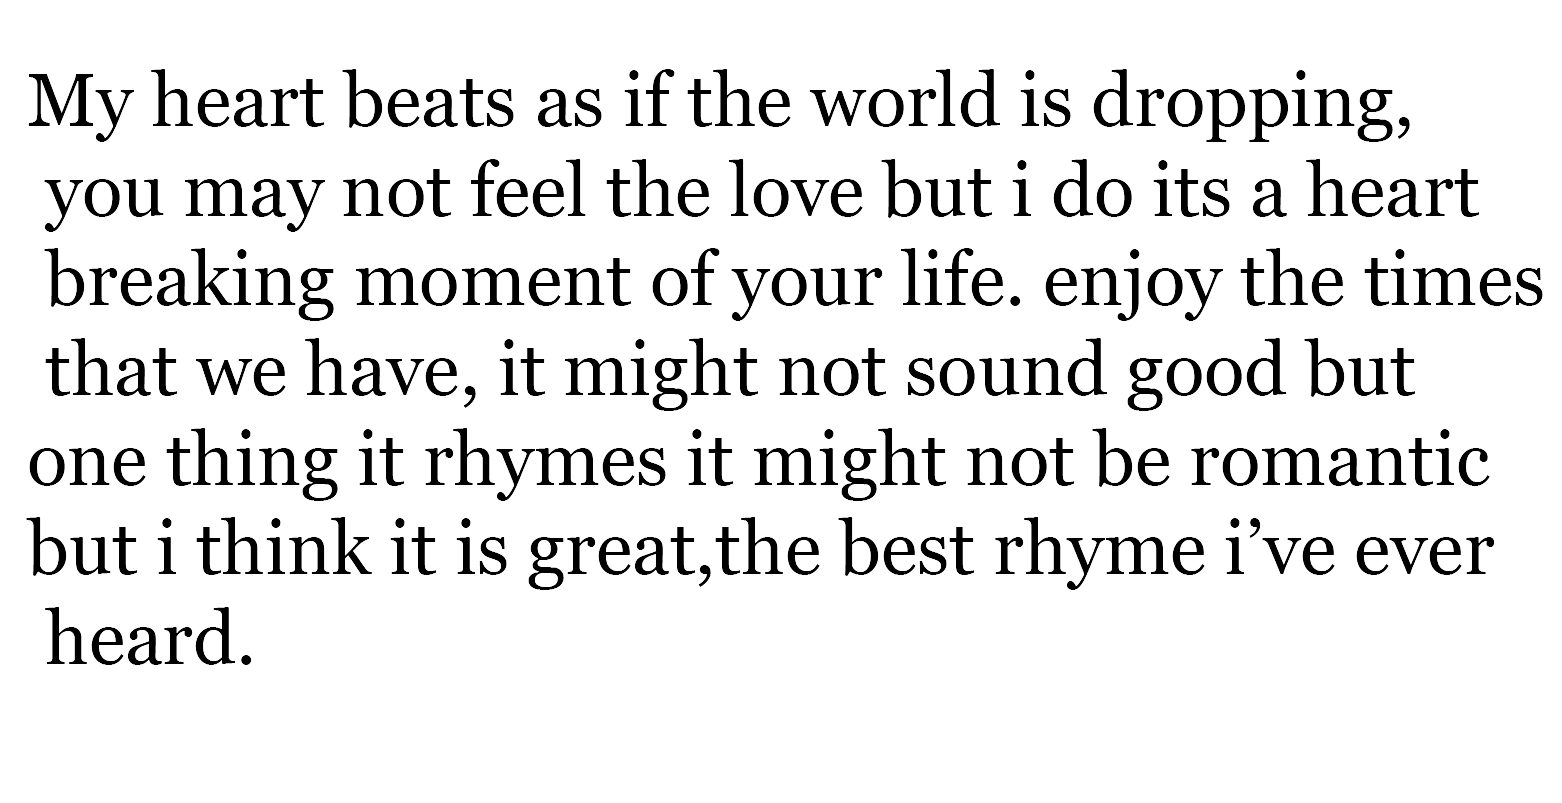 My heart beats as if the world is dropping,
you may not feel the love but i do its a heart
breaking moment of your life. enjoy the times
that we have, it might not sound good but
one thing it rhymes it might not be romantic
but i think it is great,the best rhyme i’ve ever
heard.